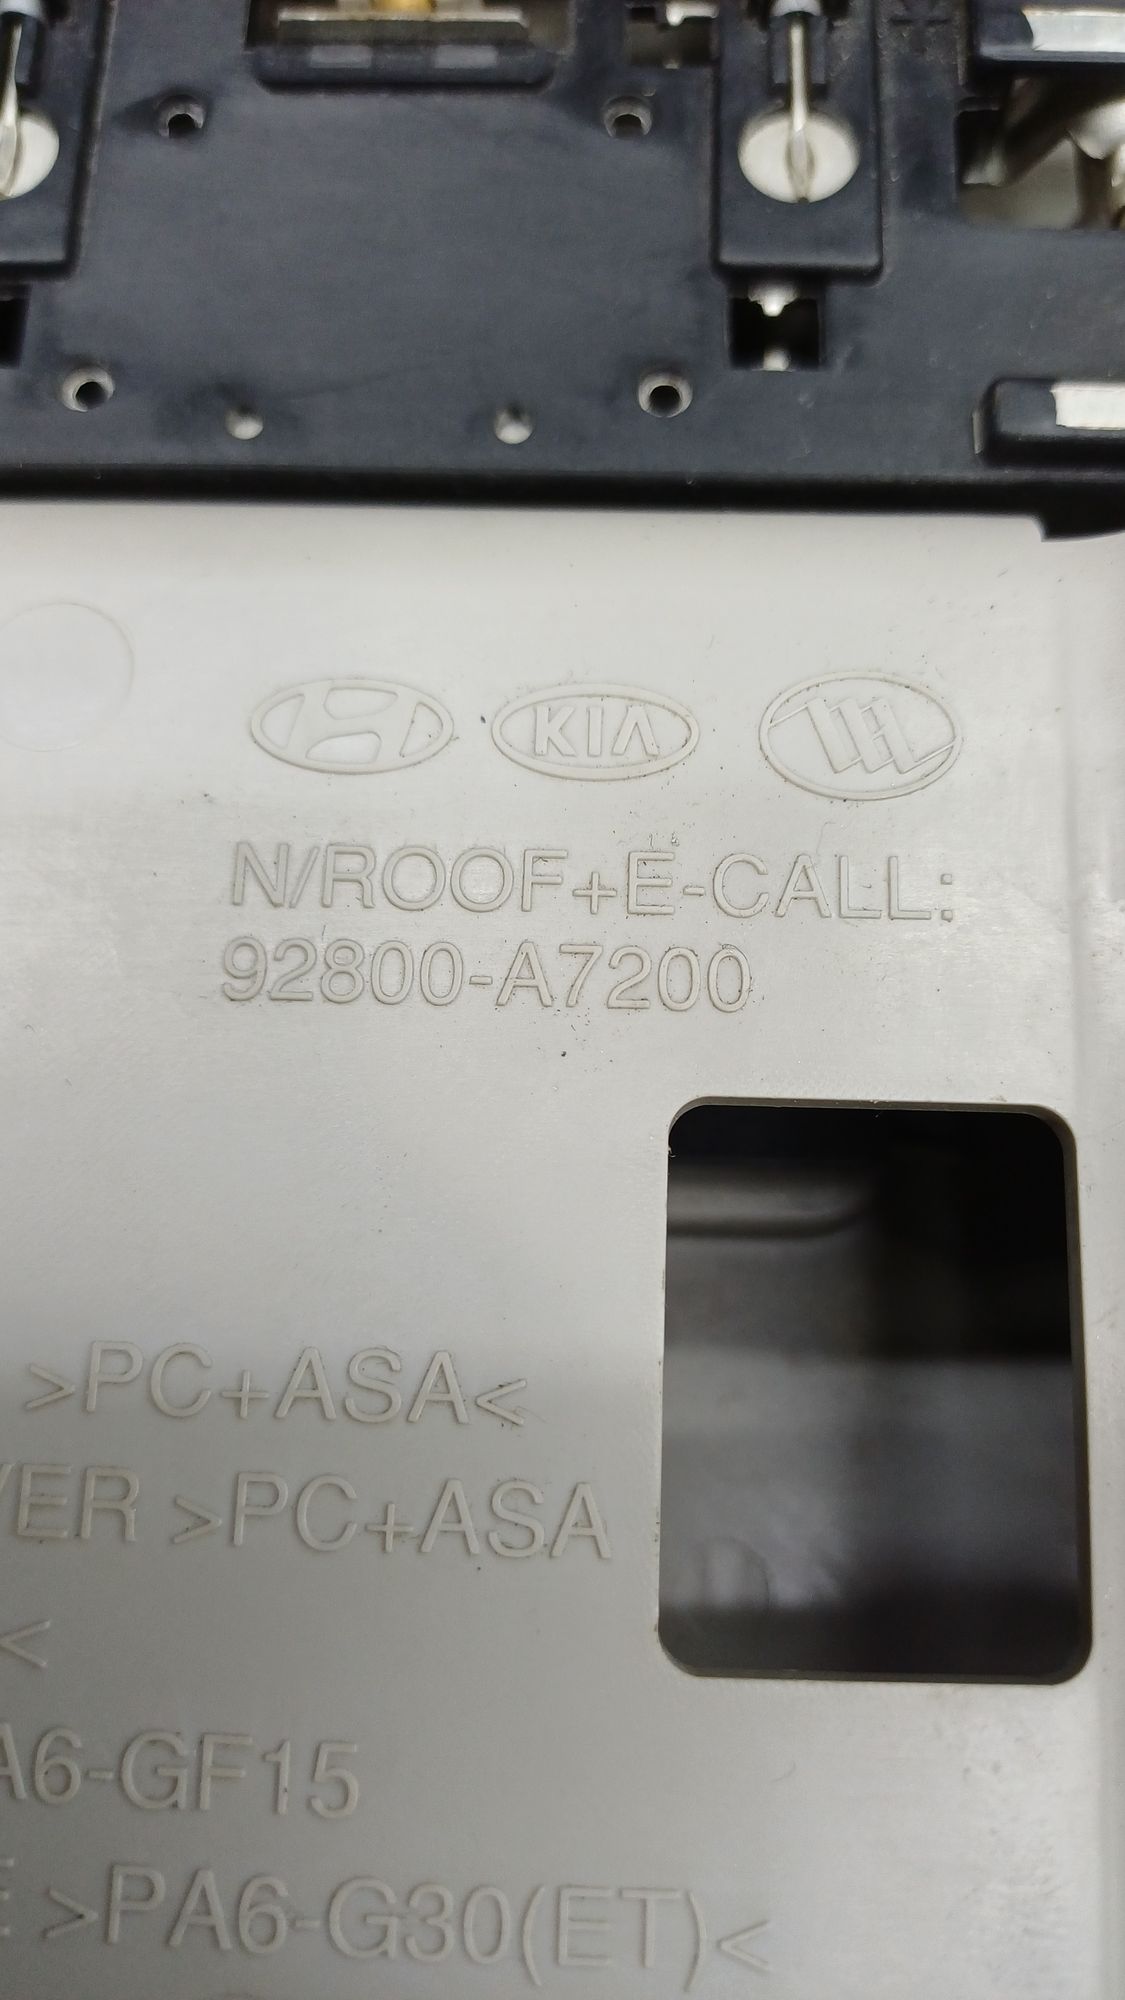 KIA
N/ROOF+E-CALL:
92800-A7200
>PC+ASA<
VER >PC+ASA
<
A6-GF15
E >PA6-G30(ET)<